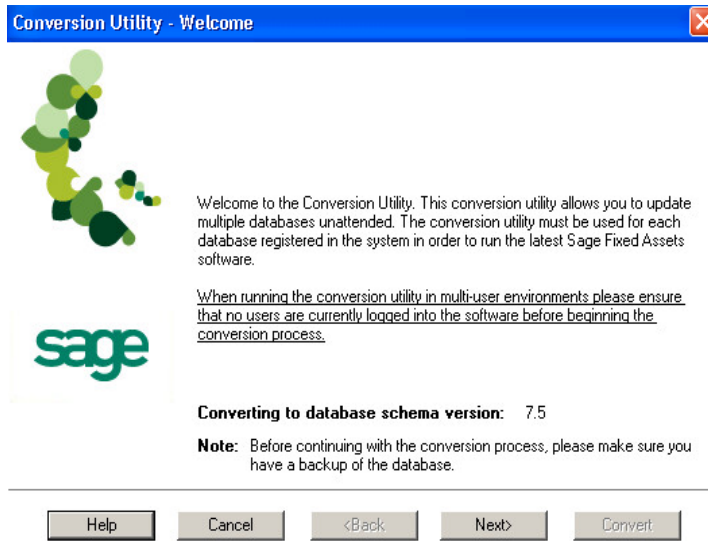 Conversion Utility - Welcome
Welcome to the Conversion Utility. This conversion utility allows you to update
multiple databases unattended. The conversion utility must be used for each
database registered in the system in order to run the latest Sage Fixed Assets
software.
When running the conversion utility in multi-user environments please ensure
that no users are currently logged into the software before beginning the
conversion process.
sage
Converting to database schema version: 7.5
Note: Before continuing with the conversion process, please make sure you
have a backup of the database.
Help Cancel <Back Next> Convert